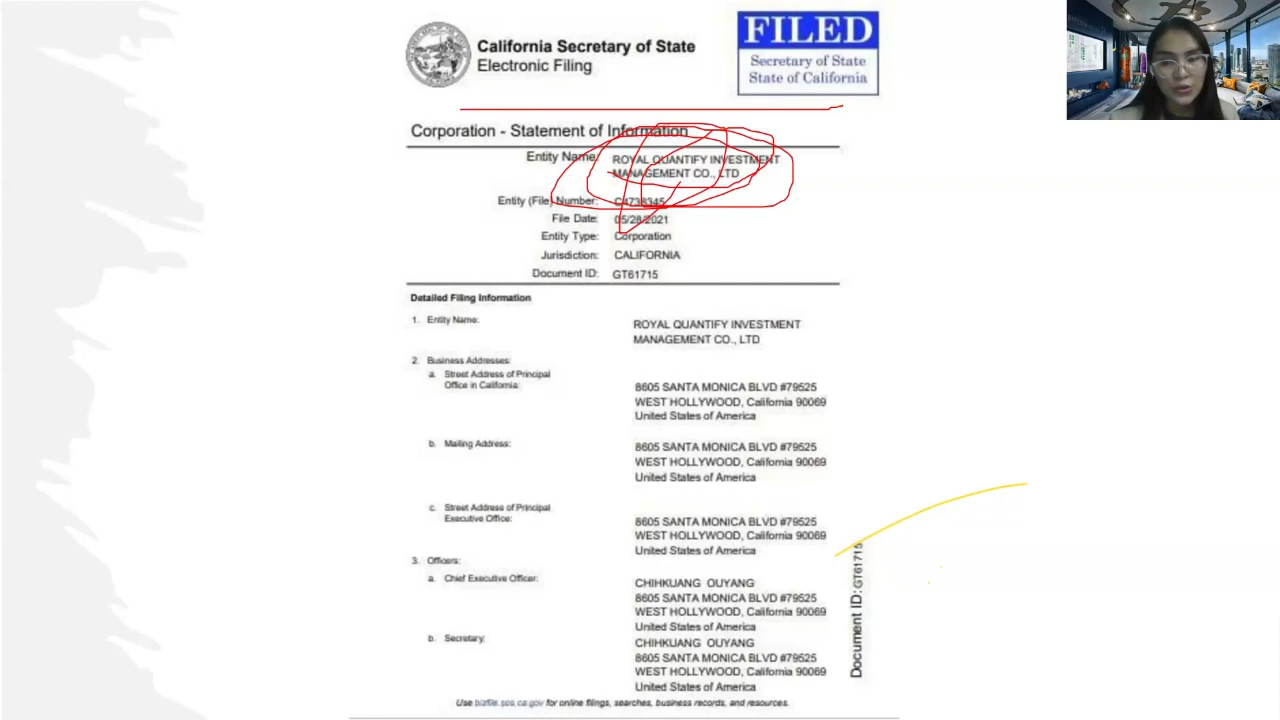 California Secretary of State
Electronic Filing
FILED
Secretary of State
State of California
Corporation - Statement of Information
Entity Name: ROYAL QUANTIFY INVESTMENT
MANAGEMENT CO., LTD
Entity (File) Number: C4738345
File Date: 05/28/2021
Entity Type: Corporation
Jurisdiction: CALIFORNIA
Document ID: GT61715
Detailed Filing Information
1. Entity Name: ROYAL QUANTIFY INVESTMENT
MANAGEMENT CO., LTD
2. Business Addresses:
a. Street Address of Principal
Office in California: 8605 SANTA MONICA BLVD #79525
WEST HOLLYWOOD, California 90069
United States of America
b. Mailing Address: 8605 SANTA MONICA BLVD #79525
WEST HOLLYWOOD, California 90069
United States of America
c. Street Address of Principal
Executive Office: 8605 SANTA MONICA BLVD #79525
WEST HOLLYWOOD, California 90069
United States of America
3. Officers:
a. Chief Executive Officer: CHIHKUANG OUYANG
8605 SANTA MONICA BLVD #79525
WEST HOLLYWOOD, California 90069
United States of America
b. Secretary: CHIHKUANG OUYANG
8605 SANTA MONICA BLVD #79525
WEST HOLLYWOOD, California 90069
United States of America
Use bizfile.sos.ca.gov for online filings, searches, business records, and resources.
Document ID: GT61715